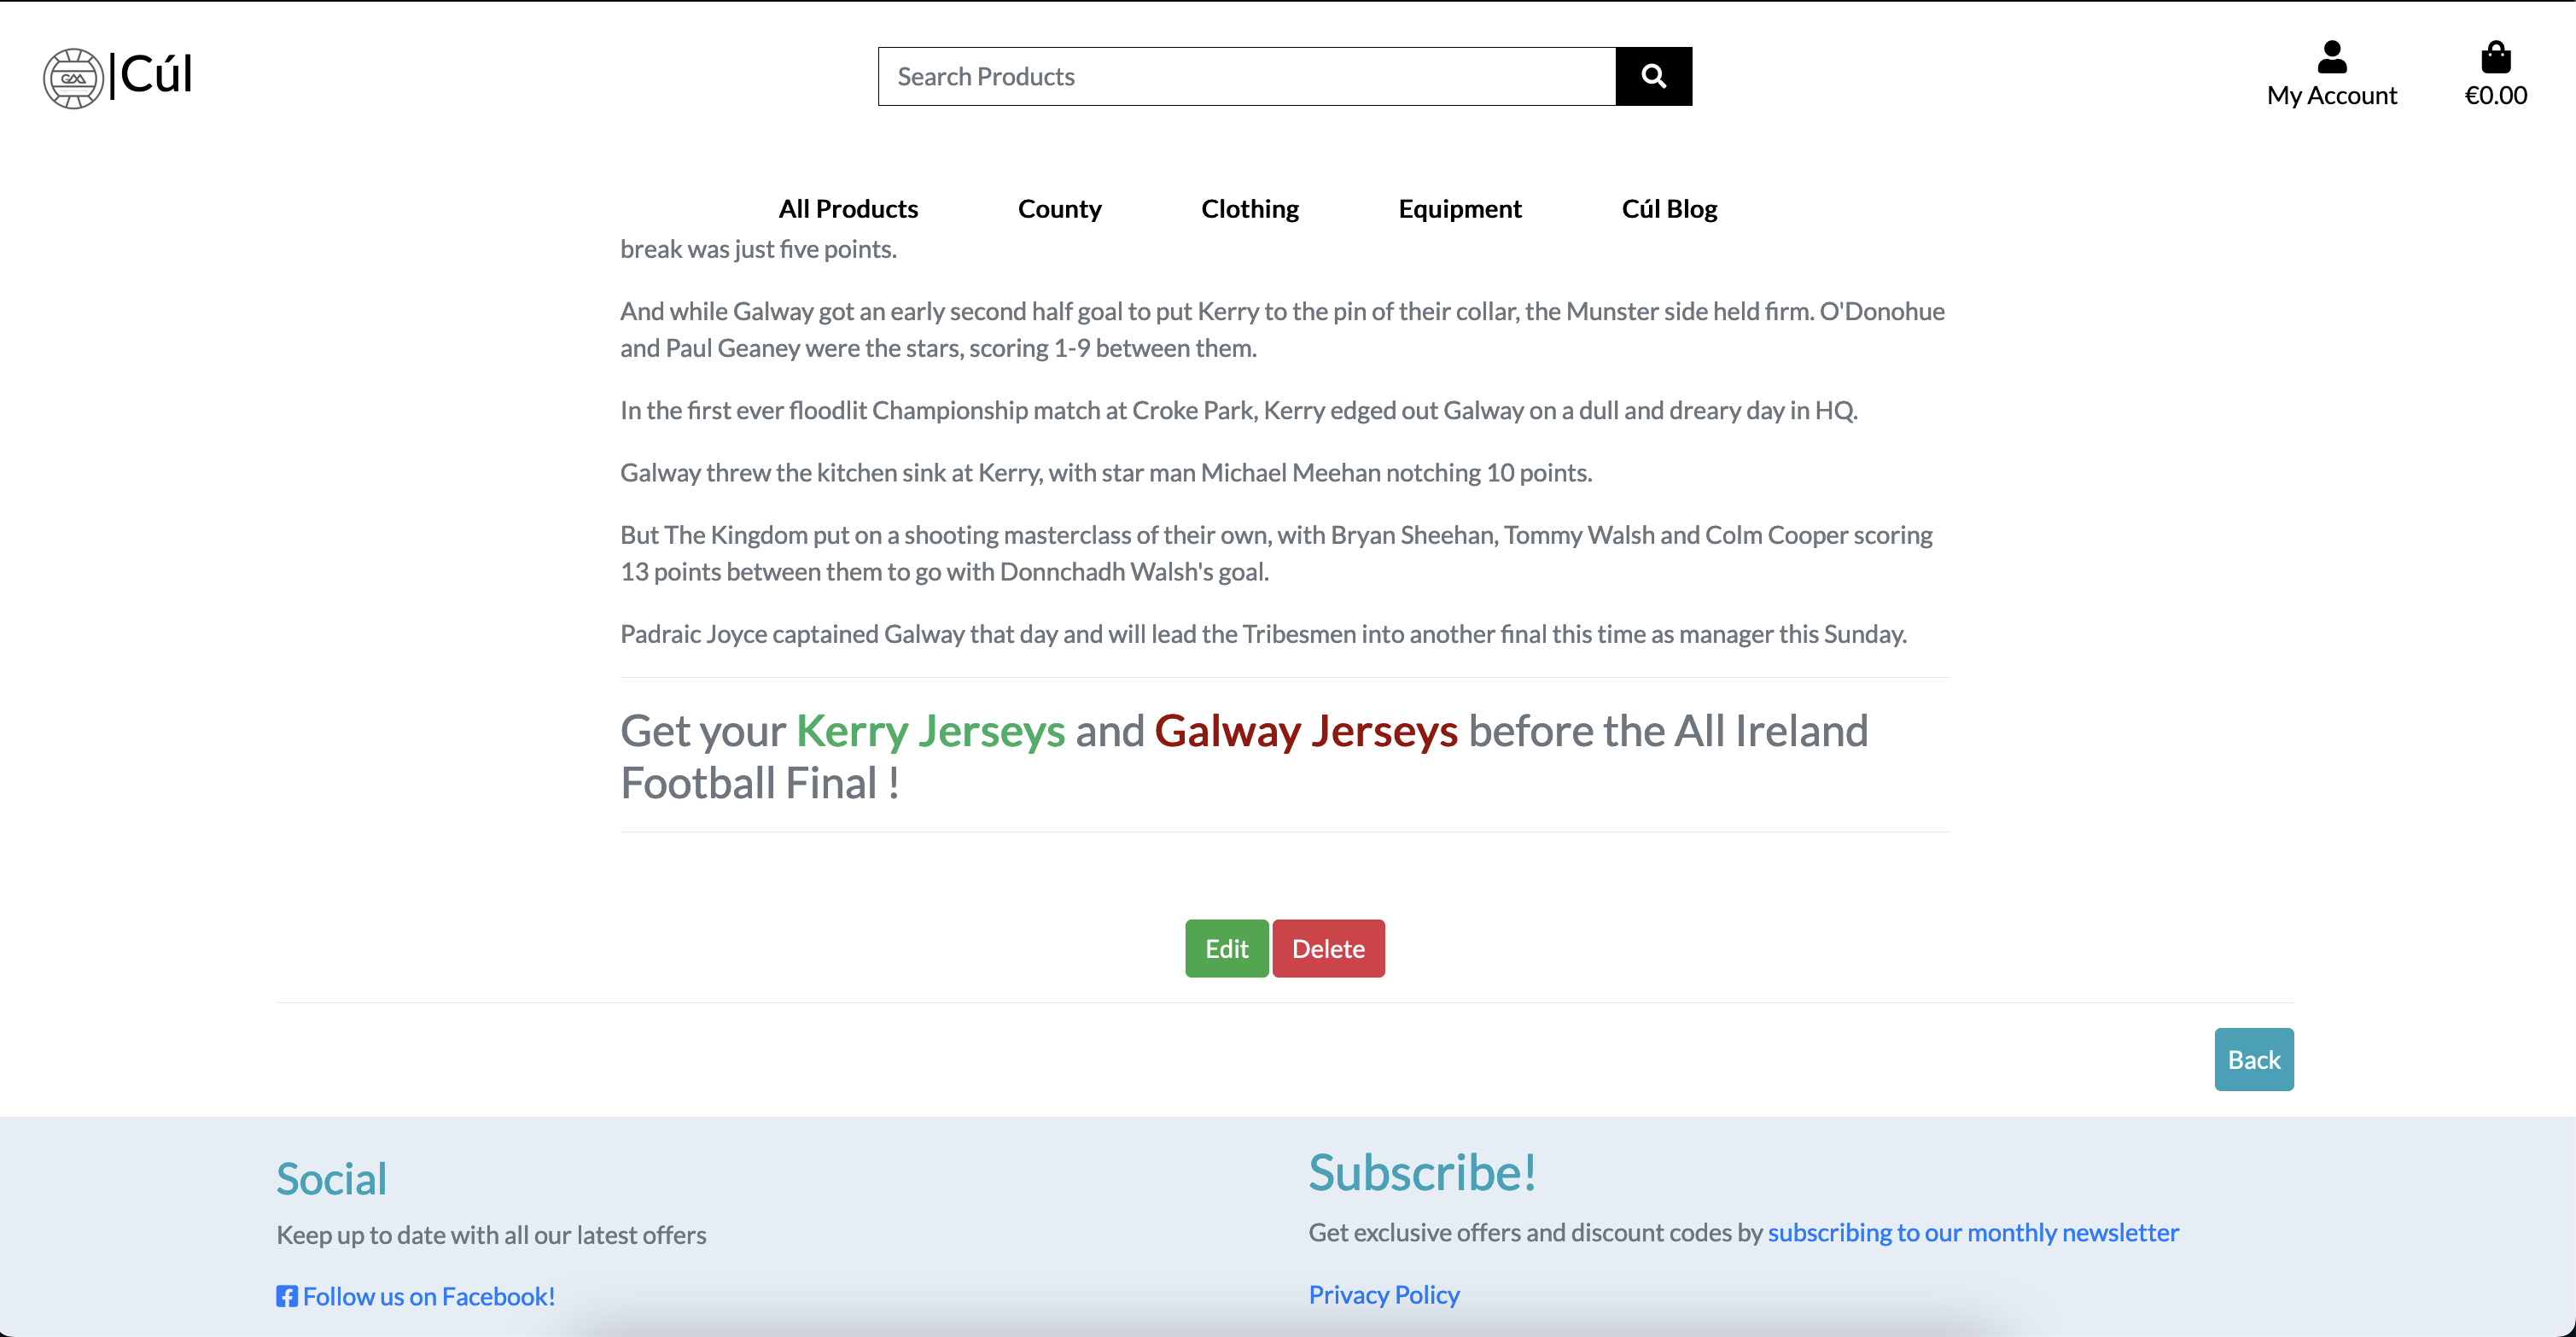 GAA
|Cúl
Search Products
My Account
€0.00
All Products
County
Clothing
Equipment
Cúl Blog
break was just five points.
And while Galway got an early second half goal to put Kerry to the pin of their collar, the Munster side held firm. O'Donohue
and Paul Geaney were the stars, scoring 1-9 between them.
In the first ever floodlit Championship match at Croke Park, Kerry edged out Galway on a dull and dreary day in HQ.
Galway threw the kitchen sink at Kerry, with star man Michael Meehan notching 10 points.
But The Kingdom put on a shooting masterclass of their own, with Bryan Sheehan, Tommy Walsh and Colm Cooper scoring
13 points between them to go with Donnchadh Walsh's goal.
Padraic Joyce captained Galway that day and will lead the Tribesmen into another final this time as manager this Sunday.
Get your Kerry Jerseys and Galway Jerseys before the All Ireland
Football Final !
Edit
Delete
Back
Social
Keep up to date with all our latest offers
Follow us on Facebook!
Subscribe!
Get exclusive offers and discount codes by subscribing to our monthly newsletter
Privacy Policy